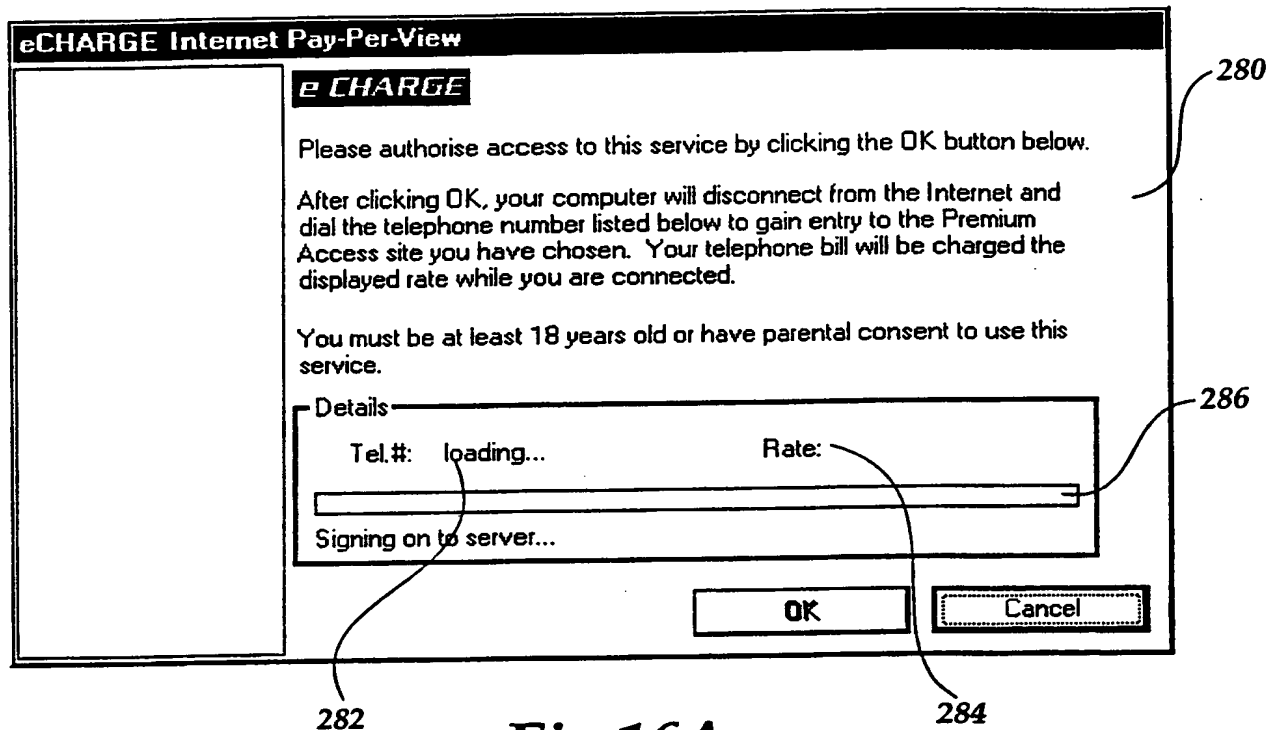 eCHARGE Internet Pay-Per-View
e CHARGE
280
Please authorise access to this service by clicking the OK button below.
After clicking OK, your computer will disconnect from the Internet and
dial the telephone number listed below to gain entry to the Premium
Access site you have chosen. Your telephone bill will be charged the
displayed rate while you are connected.
You must be at least 18 years old or have parental consent to use this
service.
Details
286
Tel.#: loading... Rate:
Signing on to server...
OK Cancel
282 284
Fig. 16A